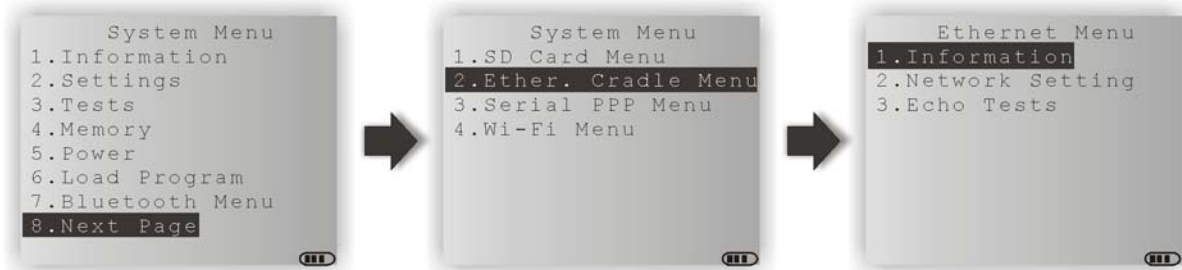 System Menu
1.Information
2.Settings
3.Tests
4.Memory
5.Power
6.Load Program
7.Bluetooth Menu
8.Next Page
System Menu
1.SD Card Menu
2.Ether. Cradle Menu
3.Serial PPP Menu
4.Wi-Fi Menu
Ethernet Menu
1.Information
2.Network Setting
3.Echo Tests